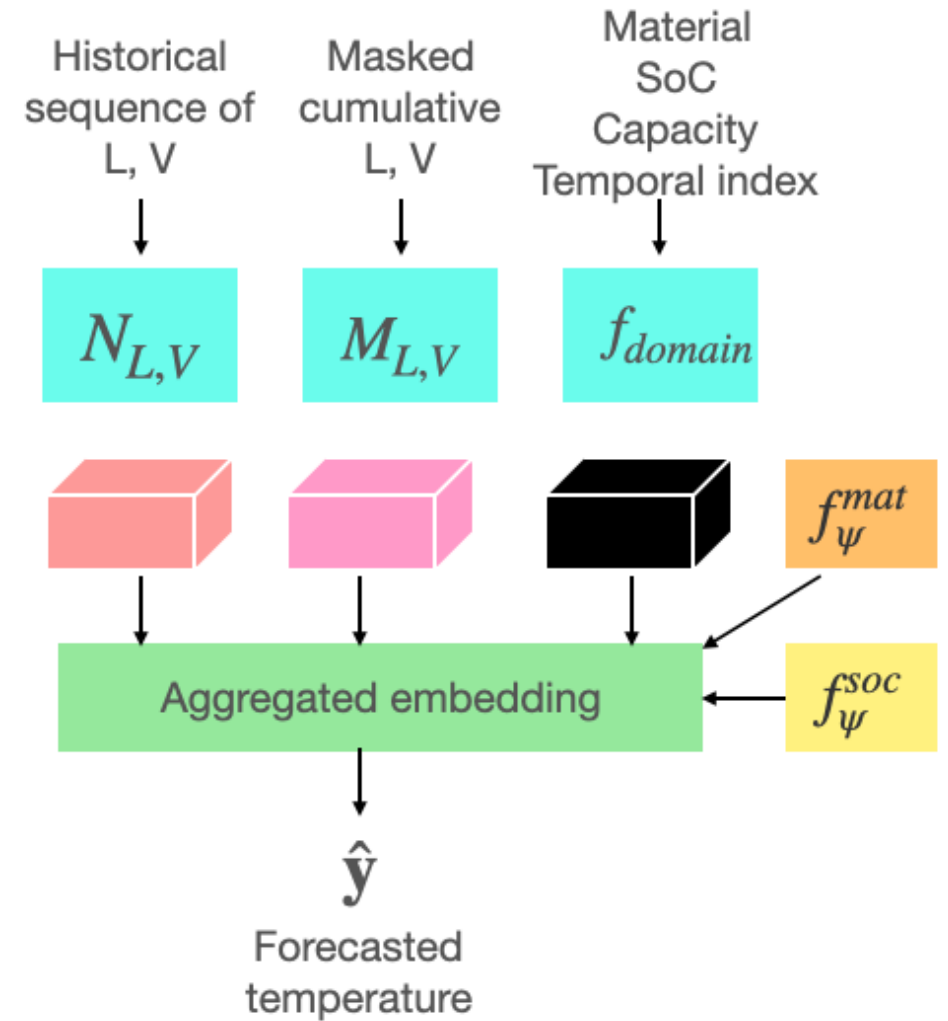 Historical
sequence of
L, V
Masked
cumulative
L, V
Material
SoC
Capacity
Temporal index
N_{L,V}
M_{L,V}
f_{domain}
f_ψ^{mat}
Aggregated embedding
f_ψ^{soc}
ŷ
Forecasted
temperature